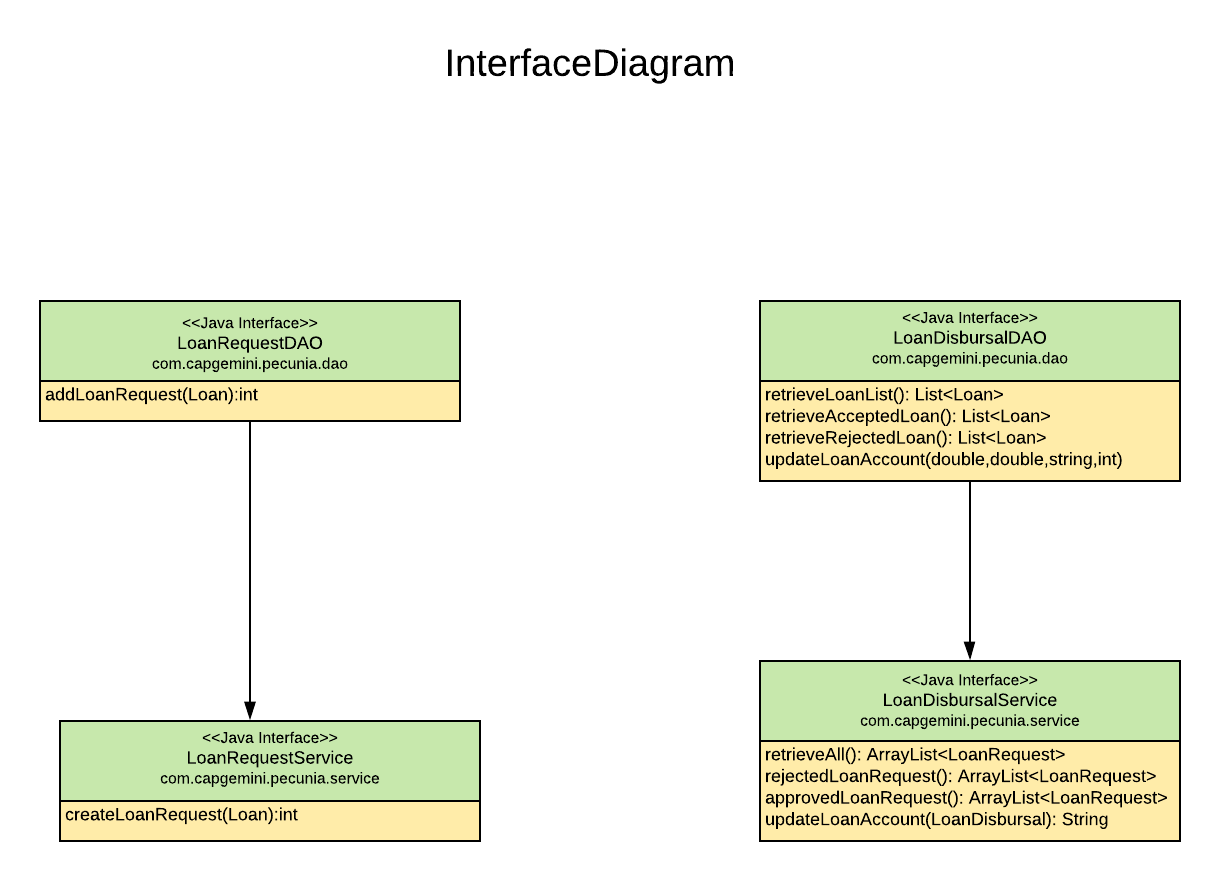 InterfaceDiagram
<<Java Interface>>
LoanRequestDAO
com.capgemini.pecunia.dao
addLoanRequest(Loan):int
<<Java Interface>>
LoanDisbursalDAO
com.capgemini.pecunia.dao
retrieveLoanList(): List<Loan>
retrieveAcceptedLoan(): List<Loan>
retrieveRejectedLoan(): List<Loan>
updateLoanAccount(double,double,string,int)
<<Java Interface>>
LoanRequestService
com.capgemini.pecunia.service
createLoanRequest(Loan):int
<<Java Interface>>
LoanDisbursalService
com.capgemini.pecunia.service
retrieveAll(): ArrayList<LoanRequest>
rejectedLoanRequest(): ArrayList<LoanRequest>
approvedLoanRequest(): ArrayList<LoanRequest>
updateLoanAccount(LoanDisbursal): String